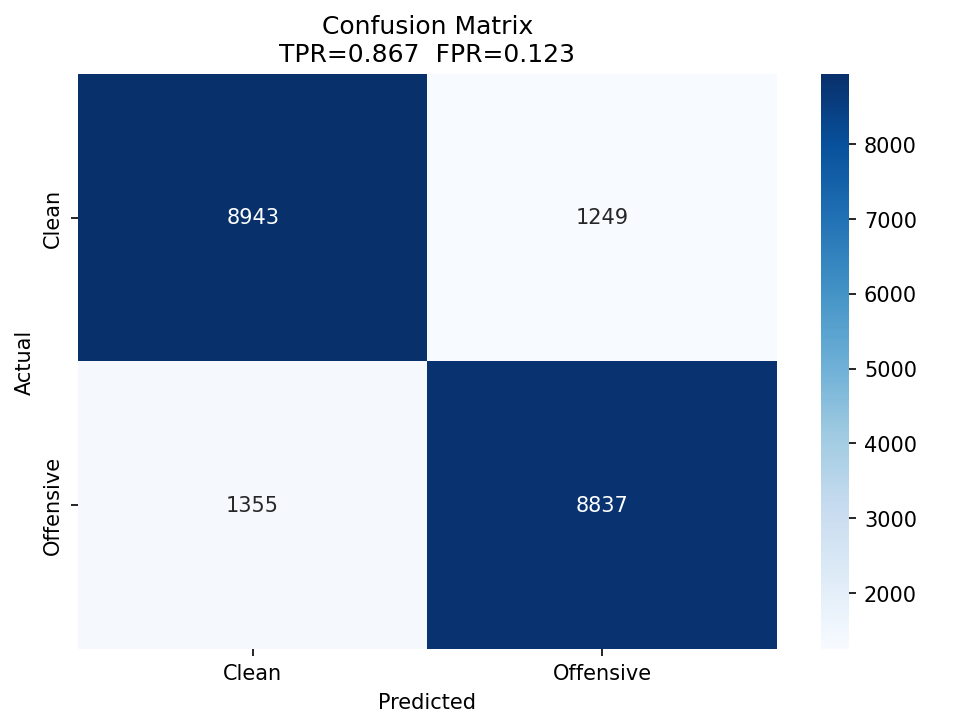 Confusion Matrix
TPR=0.867 FPR=0.123
Clean
8943
1249
8000
7000
6000
5000
4000
3000
2000
Actual
Offensive
1355
8837
Clean
Offensive
Predicted